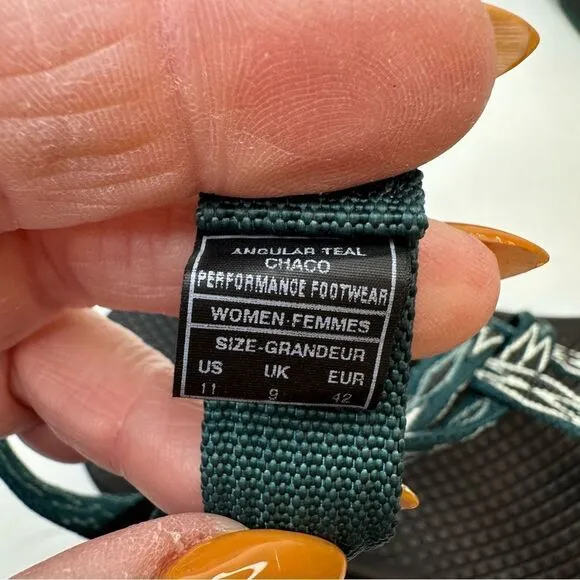 ANGULAR TEAL
CHACO
PERFORMANCE FOOTWEAR
WOMEN-FEMMES
SIZE-GRANDEUR
US UK EUR
11 9 42